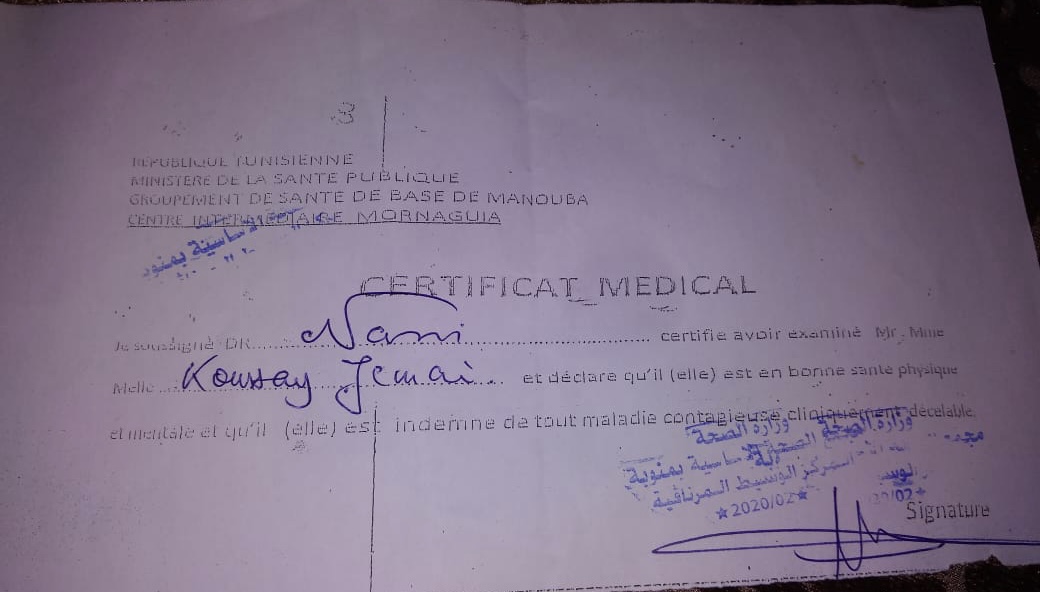 3
REPUBLIQUE TUNISIENNE
MINISTERE DE LA SANTE PUBLIQUE
GROUPEMENT DE SANTE DE BASE DE MANOUBA
CENTRE INTERMEDIAIRE MORNAGUIA
CERTIFICAT MEDICAL
Je soussigné DR........................ certifie avoir examiné Mr. Mme
Melle ... Koussay Jemai ... et déclare qu'il (elle) est en bonne santé physique
et mentale et qu'il (elle) est indemne de tout maladie contagieuse cliniquement décelable.
وزارة الصحة
الصحة الأساسية بمنوبة
المركز الوسيط المرناقية
★2020/02★
Signature